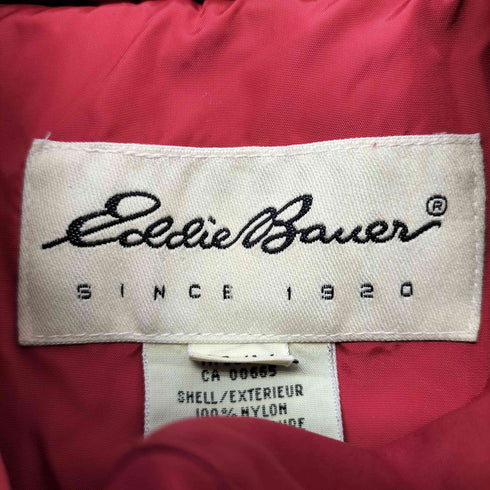 Eddie Bauer®
SINCE 1920
CA 00665
SHELL/EXTERIEUR
100% NYLON